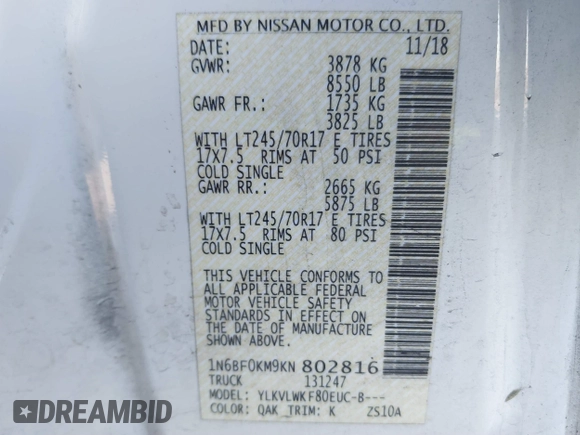 MFD BY NISSAN MOTOR CO., LTD.
DATE: 11/18
GVWR: 3878 KG
8550 LB
GAWR FR.: 1735 KG
3825 LB
WITH LT245/70R17 E TIRES
17X7.5 RIMS AT 50 PSI
COLD SINGLE
GAWR RR.: 2665 KG
5875 LB
WITH LT245/70R17 E TIRES
17X7.5 RIMS AT 80 PSI
COLD SINGLE
THIS VEHICLE CONFORMS TO
ALL APPLICABLE FEDERAL
MOTOR VEHICLE SAFETY
STANDARDS IN EFFECT ON
THE DATE OF MANUFACTURE
SHOWN ABOVE.
1N6BF0KM9KN 802816
TRUCK 131247
MODEL: YLKVLWKF80EUC-B---
COLOR: QAK TRIM: K ZS10A
DREAMBID